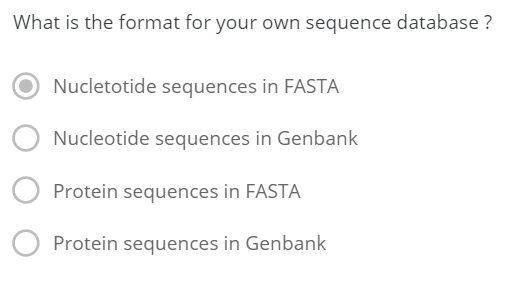 What is the format for your own sequence database ?
Nucletotide sequences in FASTA
Nucleotide sequences in Genbank
Protein sequences in FASTA
Protein sequences in Genbank